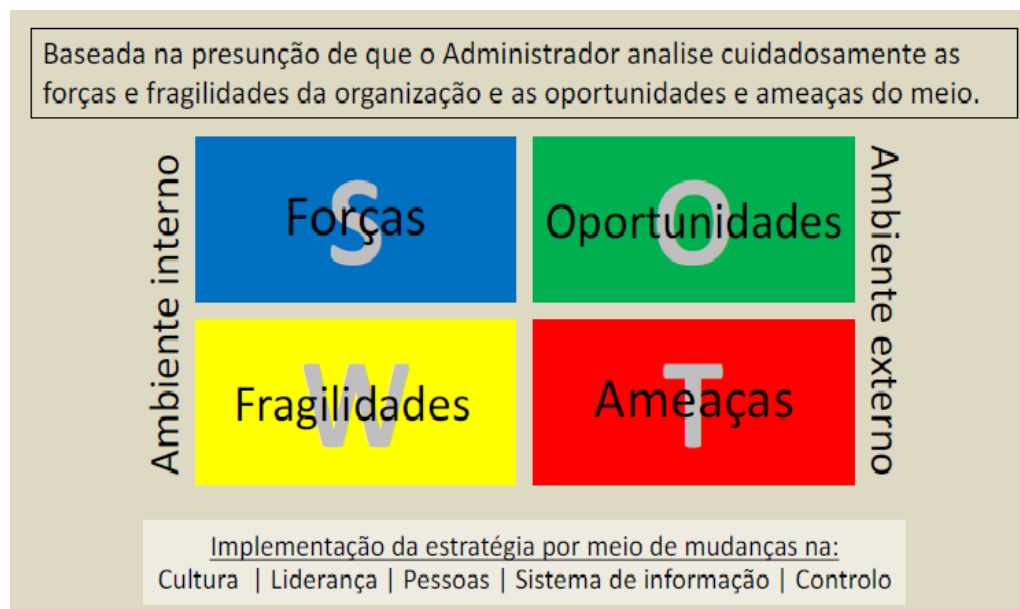 Baseada na presunção de que o Administrador analise cuidadosamente as
forças e fragilidades da organização e as oportunidades e ameaças do meio.
Ambiente interno
S
Forças
O
Oportunidades
Ambiente externo
W
Fragilidades
T
Ameaças
Implementação da estratégia por meio de mudanças na:
Cultura | Liderança | Pessoas | Sistema de informação | Controlo